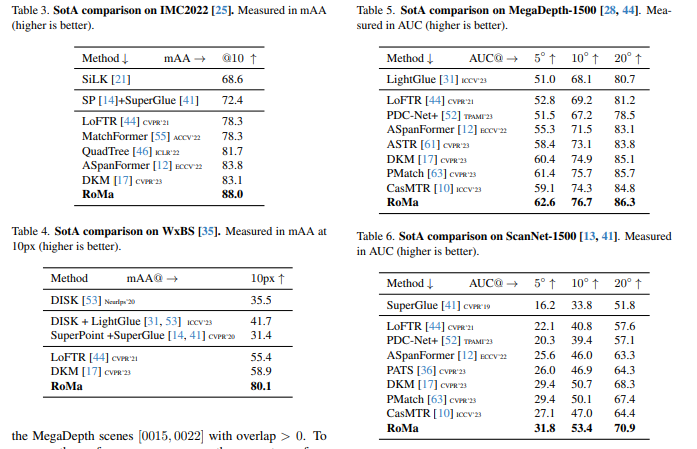 Table 3. SotA comparison on IMC2022 [25]. Measured in mAA
(higher is better).
Method ↓ mAA → @10 ↑
SiLK [21] 68.6
SP [14]+SuperGlue [41] 72.4
LoFTR [44] CVPR'21 78.3
MatchFormer [55] ACCV'22 78.3
QuadTree [46] ICLR'22 81.7
ASpanFormer [12] ECCV'22 83.8
DKM [17] CVPR'23 83.1
RoMa 88.0
Table 4. SotA comparison on WxBS [35]. Measured in mAA at
10px (higher is better).
Method mAA@ → 10px ↑
DISK [53] NeurIps'20 35.5
DISK + LightGlue [31, 53] ICCV'23 41.7
SuperPoint +SuperGlue [14, 41] CVPR'20 31.4
LoFTR [44] CVPR'21 55.4
DKM [17] CVPR'23 58.9
RoMa 80.1
the MegaDepth scenes [0015, 0022] with overlap > 0. To
Table 5. SotA comparison on MegaDepth-1500 [28, 44]. Mea-
sured in AUC (higher is better).
Method ↓ AUC@ → 5° ↑ 10° ↑ 20° ↑
LightGlue [31] ICCV'23 51.0 68.1 80.7
LoFTR [44] CVPR'21 52.8 69.2 81.2
PDC-Net+ [52] TPAMI'23 51.5 67.2 78.5
ASpanFormer [12] ECCV'22 55.3 71.5 83.1
ASTR [61] CVPR'23 58.4 73.1 83.8
DKM [17] CVPR'23 60.4 74.9 85.1
PMatch [63] CVPR'23 61.4 75.7 85.7
CasMTR [10] ICCV'23 59.1 74.3 84.8
RoMa 62.6 76.7 86.3
Table 6. SotA comparison on ScanNet-1500 [13, 41]. Measured
in AUC (higher is better).
Method ↓ AUC@ → 5° ↑ 10° ↑ 20° ↑
SuperGlue [41] CVPR'19 16.2 33.8 51.8
LoFTR [44] CVPR'21 22.1 40.8 57.6
PDC-Net+ [52] TPAMI'23 20.3 39.4 57.1
ASpanFormer [12] ECCV'22 25.6 46.0 63.3
PATS [36] CVPR'23 26.0 46.9 64.3
DKM [17] CVPR'23 29.4 50.7 68.3
PMatch [63] CVPR'23 29.4 50.1 67.4
CasMTR [10] ICCV'23 27.1 47.0 64.4
RoMa 31.8 53.4 70.9